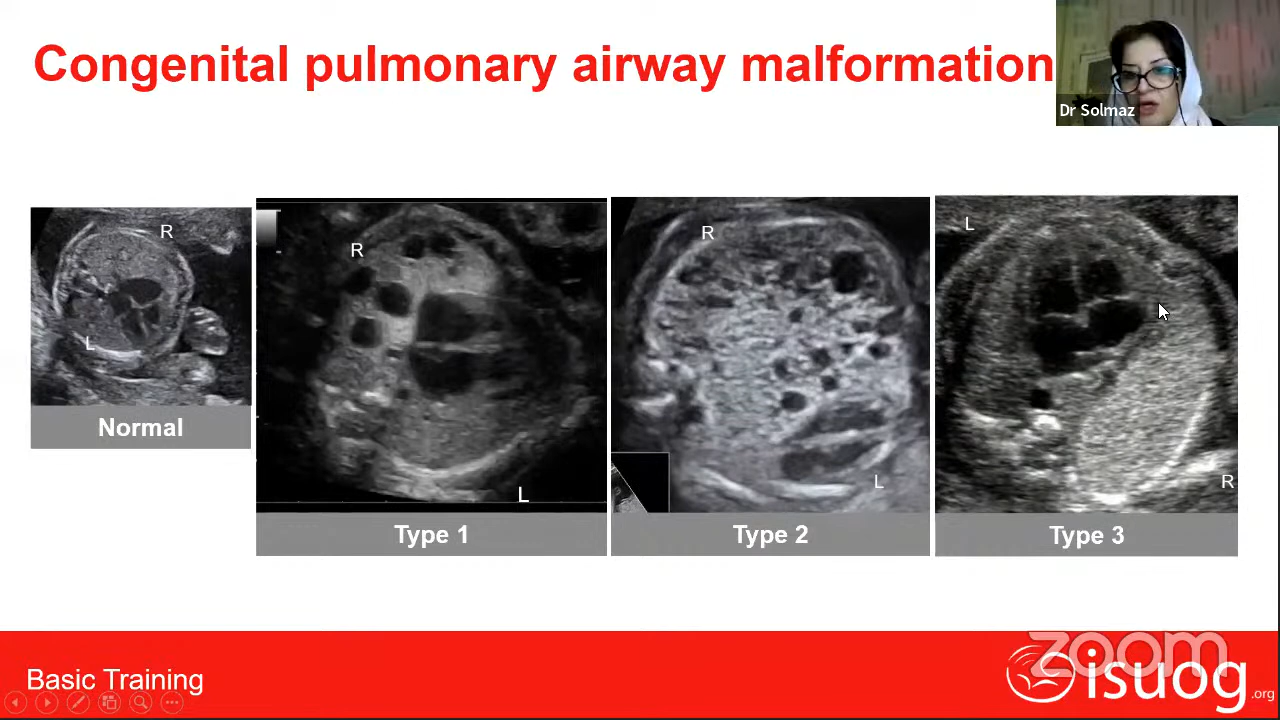 Congenital pulmonary airway malformation
Dr Solmaz
R
L
Normal
R
L
Type 1
R
L
Type 2
L
R
Type 3
Basic Training
zoom
isuog.org